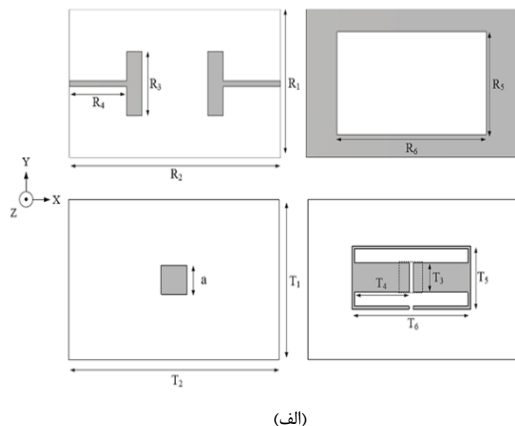 R₄
R₃
R₁
R₂
R₅
R₆
Y
Z
X
a
T₁
T₂
T₄
T₃
T₅
T₆
(الف)